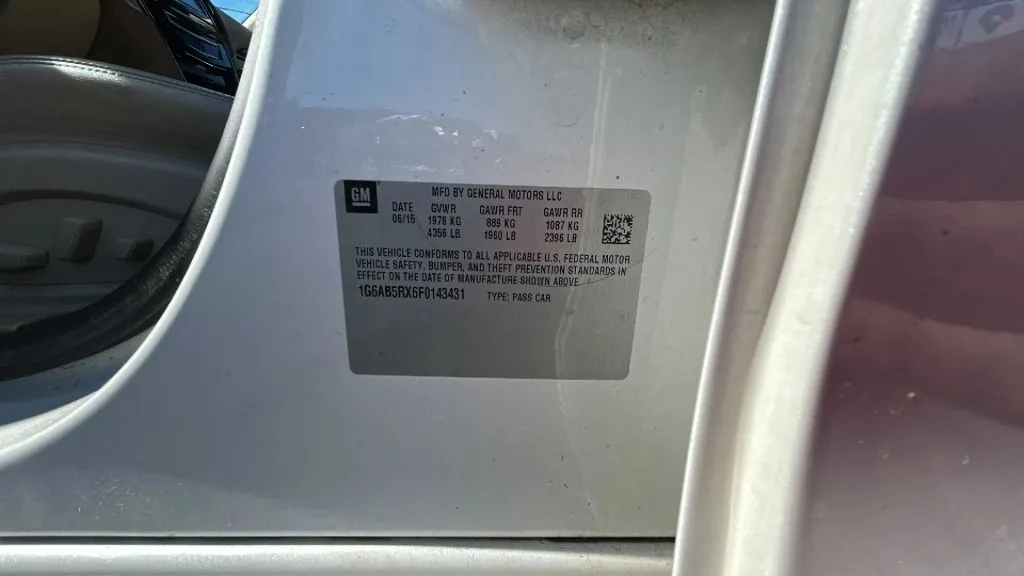 GM
MFD BY GENERAL MOTORS LLC
DATE GVWR GAWR FRT GAWR RR
06/15 1976 KG 889 KG 1087 KG
4356 LB 1960 LB 2396 LB
THIS VEHICLE CONFORMS TO ALL APPLICABLE U.S. FEDERAL MOTOR
VEHICLE SAFETY, BUMPER, AND THEFT PREVENTION STANDARDS IN
EFFECT ON THE DATE OF MANUFACTURE SHOWN ABOVE
1G6AB5RX6F0143431 TYPE: PASS CAR